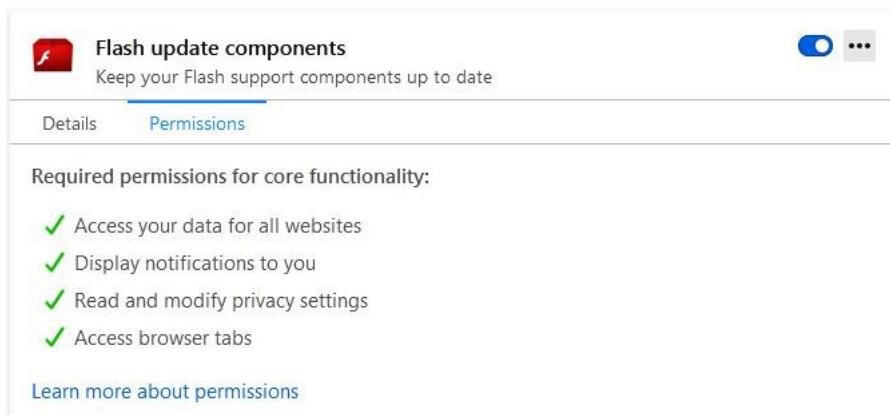 Flash update components
Keep your Flash support components up to date
Details Permissions
Required permissions for core functionality:
Access your data for all websites
Display notifications to you
Read and modify privacy settings
Access browser tabs
Learn more about permissions